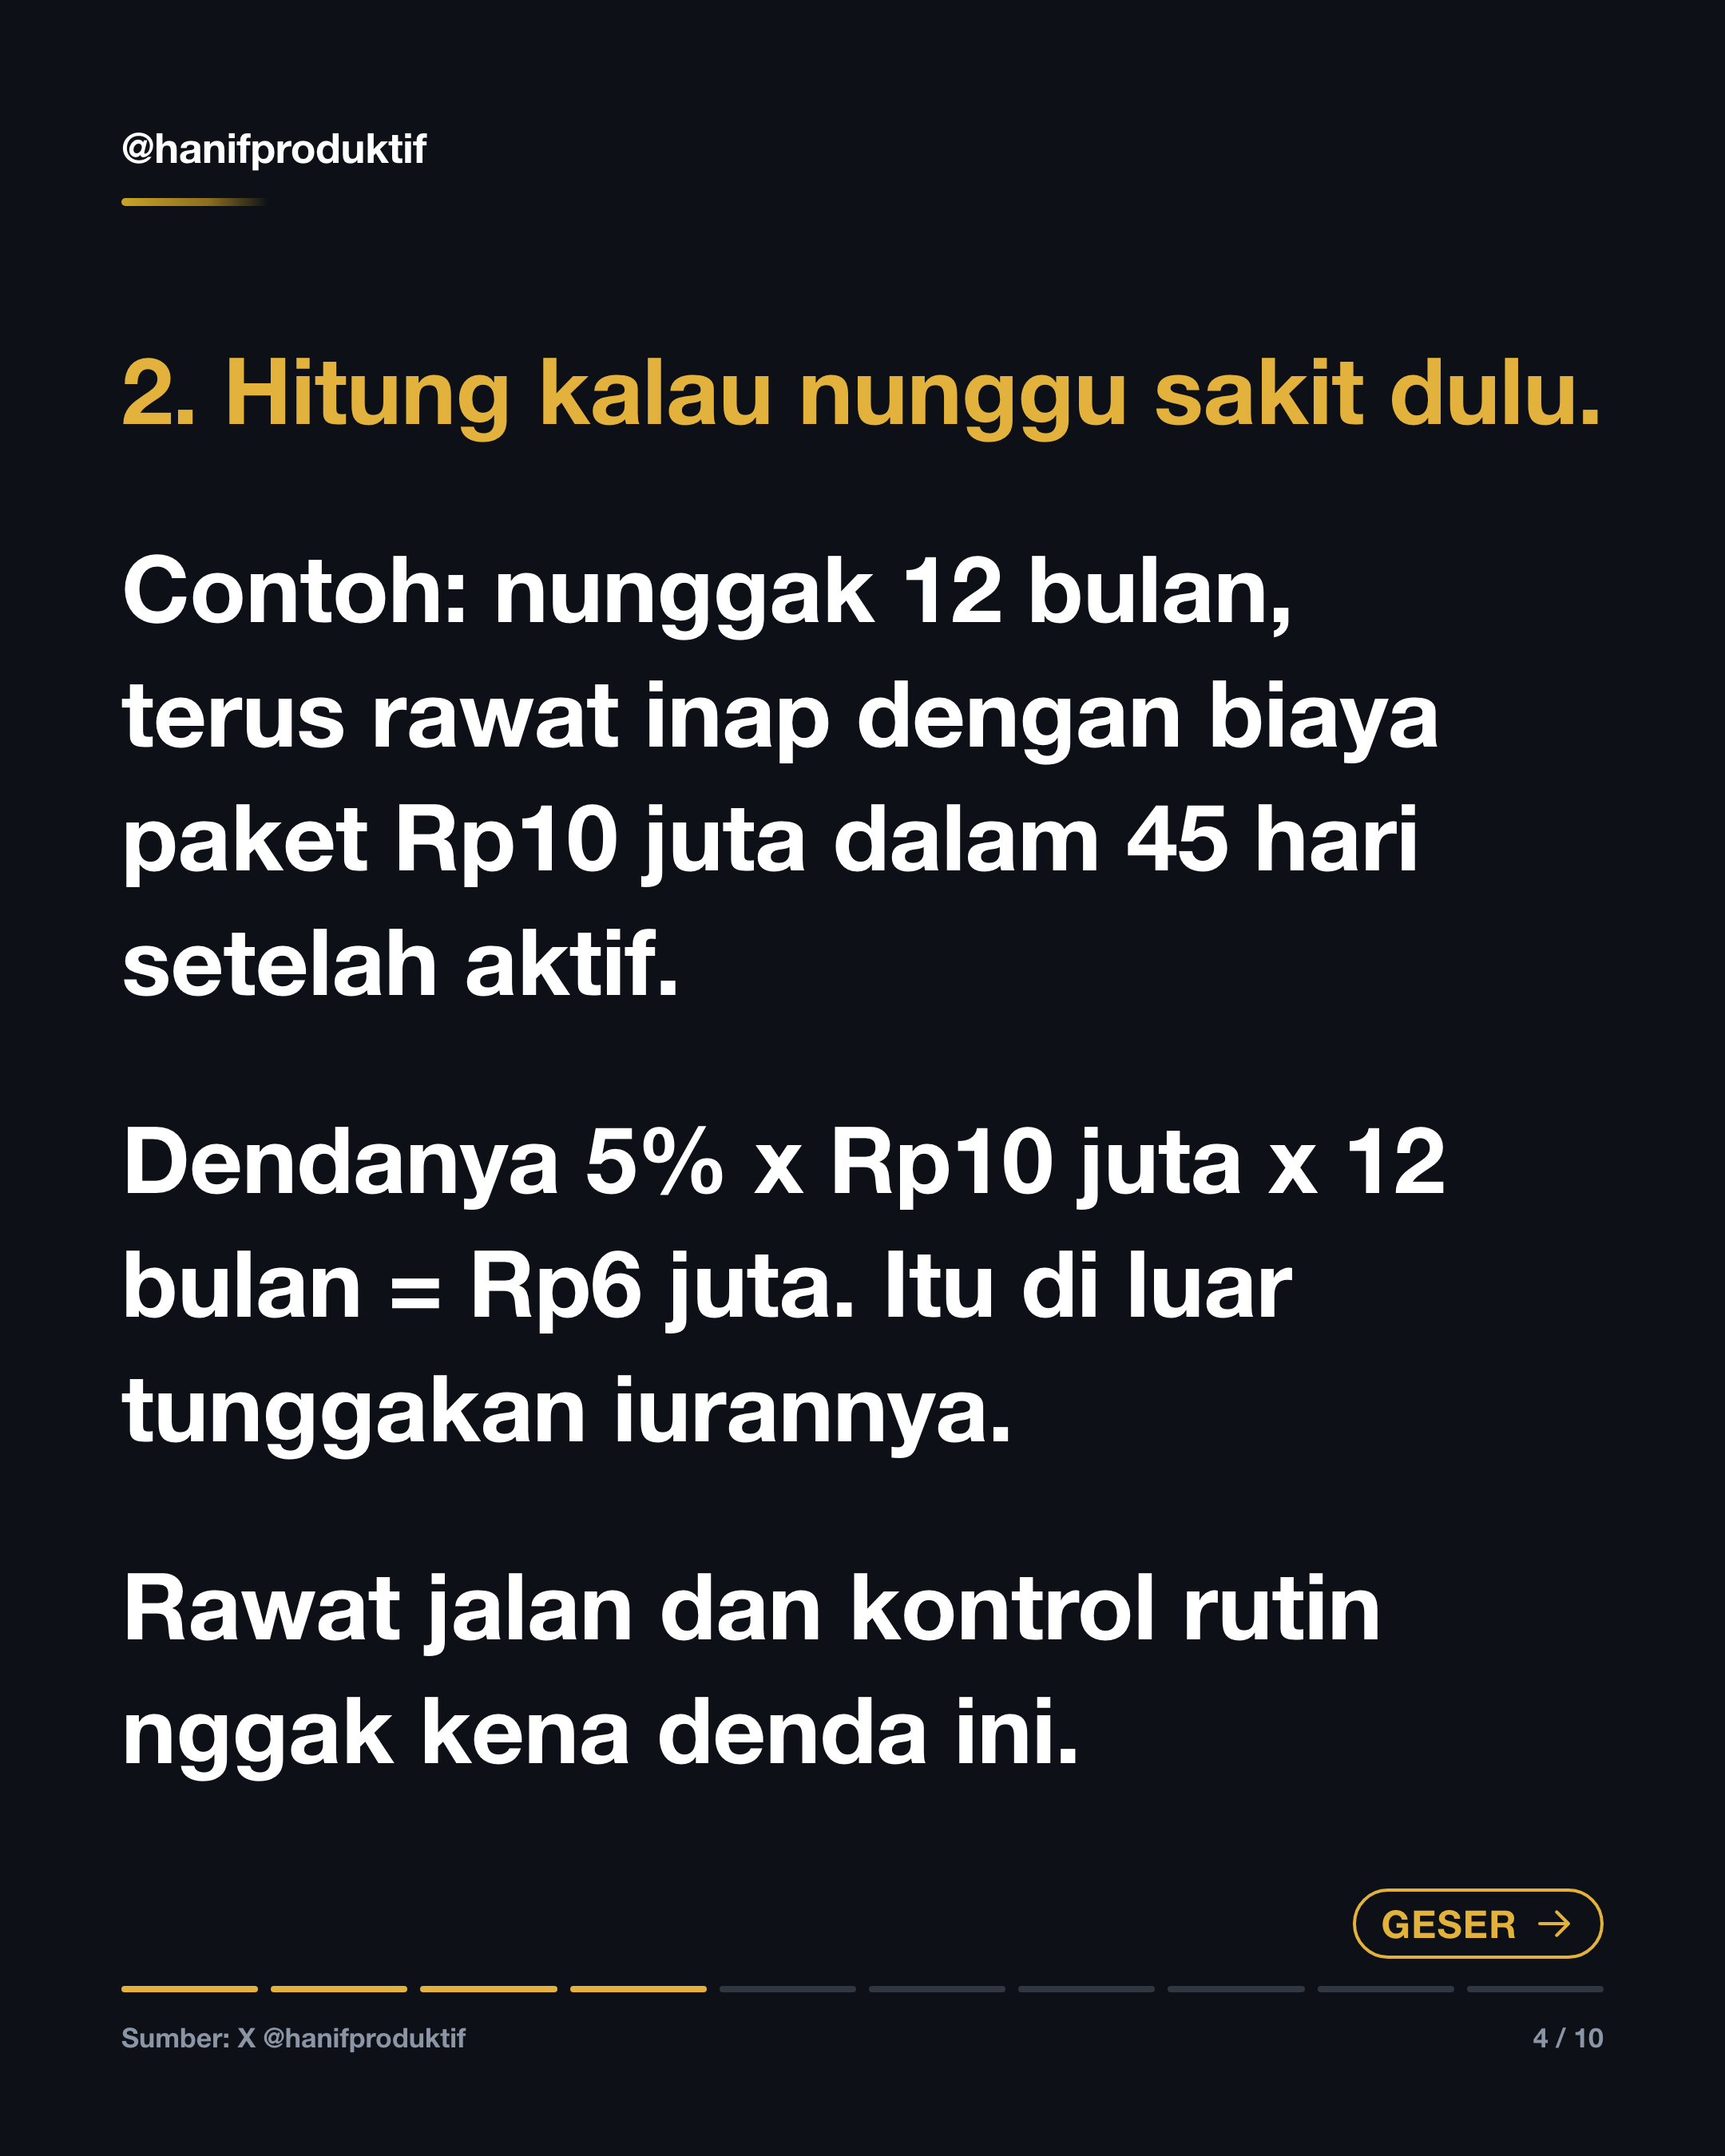 @hanifproduktif
2. Hitung kalau nunggu sakit dulu.
Contoh: nunggak 12 bulan,
terus rawat inap dengan biaya
paket Rp10 juta dalam 45 hari
setelah aktif.
Dendanya 5% x Rp10 juta x 12
bulan = Rp6 juta. Itu di luar
tunggakan iurannya.
Rawat jalan dan kontrol rutin
nggak kena denda ini.
GESER →
Sumber: X @hanifproduktif
4 / 10